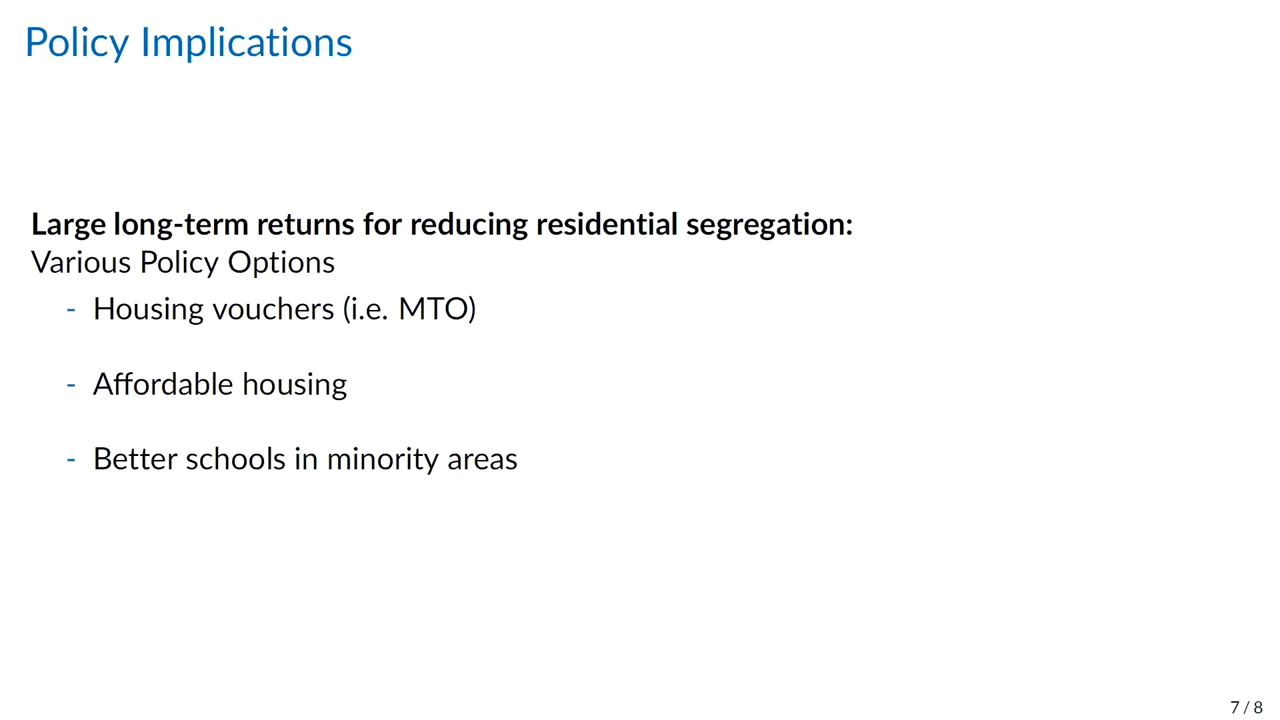 Policy Implications
Large long-term returns for reducing residential segregation:
Various Policy Options
- Housing vouchers (i.e. MTO)
- Affordable housing
- Better schools in minority areas
7 / 8